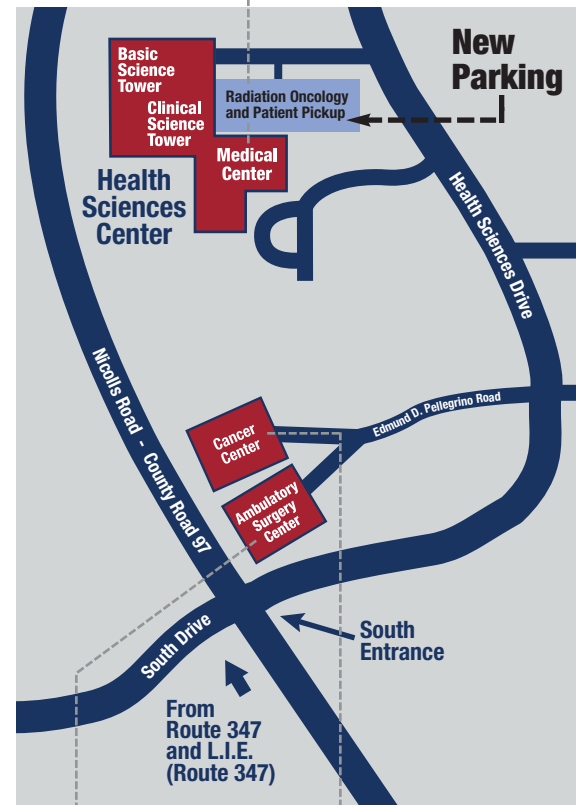 New
Parking
Basic
Science
Tower
Clinical
Science
Tower
Radiation Oncology
and Patient Pickup
Medical
Center
Health
Sciences
Center
Health Sciences Drive
Nicolls Road - County Road 97
Edmund D. Pellegrino Road
Cancer
Center
Ambulatory
Surgery
Center
South Drive
South
Entrance
From
Route 347
and L.I.E.
(Route 347)